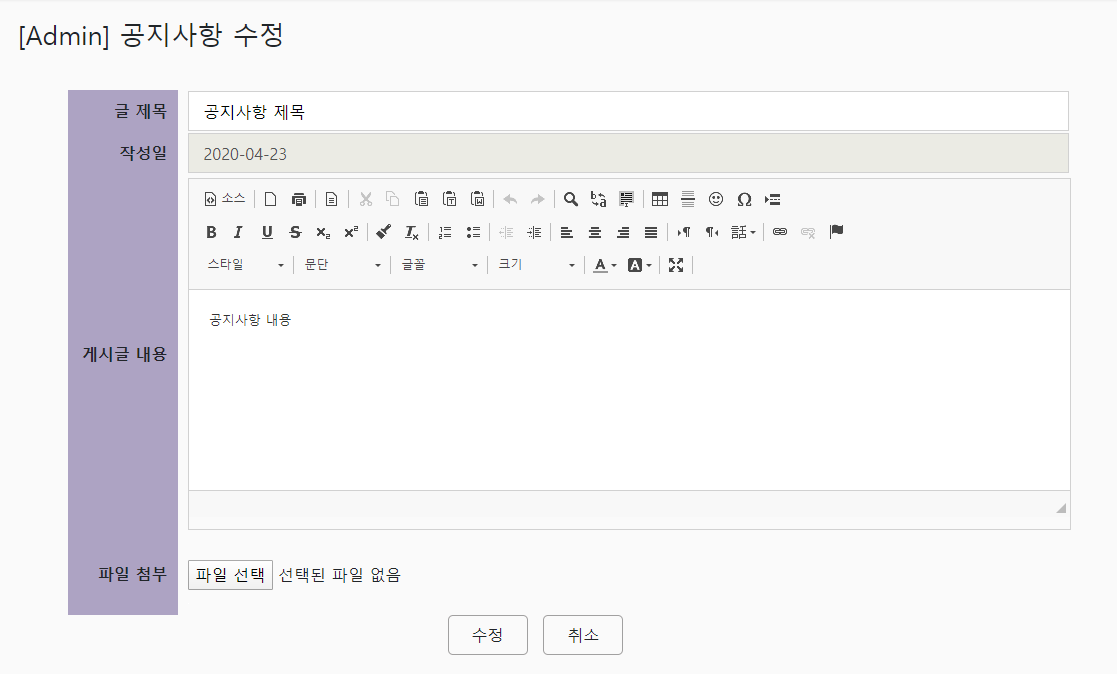 [Admin] 공지사항 수정
글 제목 공지사항 제목
작성일 2020-04-23
소스
스타일 문단 글꼴 크기
공지사항 내용
게시글 내용
파일 첨부 파일 선택 선택된 파일 없음
수정 취소